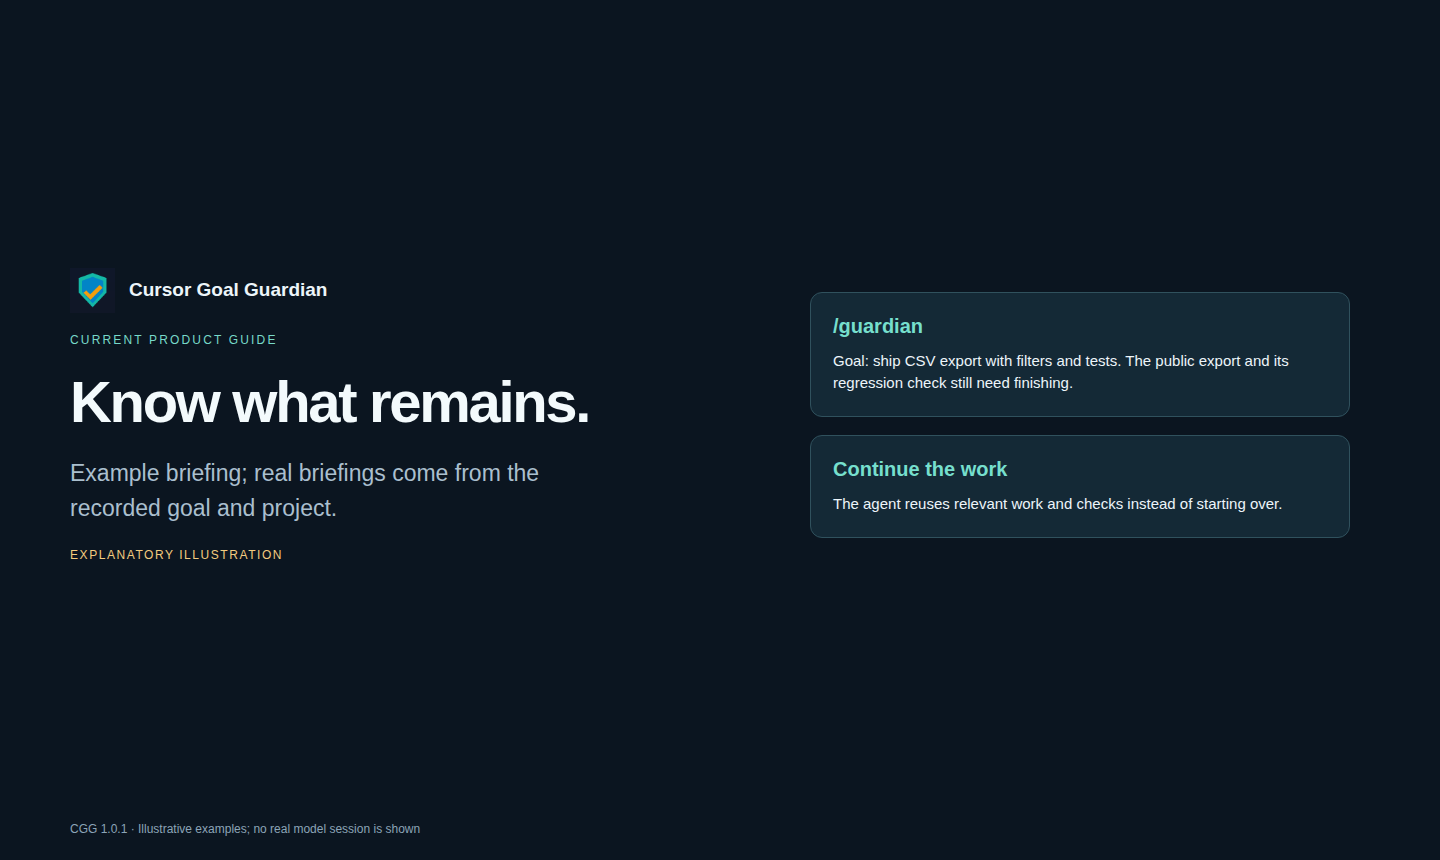 Cursor Goal Guardian
CURRENT PRODUCT GUIDE
Know what remains.
Example briefing; real briefings come from the
recorded goal and project.
EXPLANATORY ILLUSTRATION
/guardian
Goal: ship CSV export with filters and tests. The public export and its
regression check still need finishing.
Continue the work
The agent reuses relevant work and checks instead of starting over.
CGG 1.0.1 · Illustrative examples; no real model session is shown